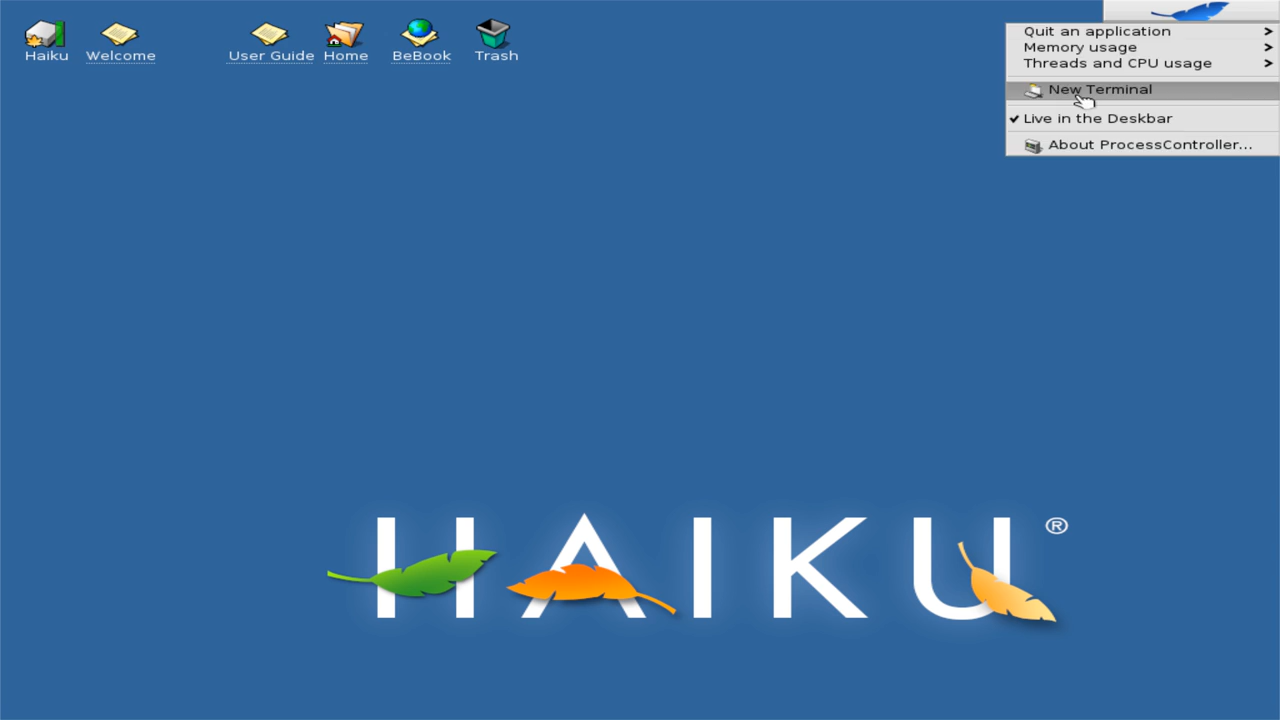 Haiku
Welcome
User Guide
Home
BeBook
Trash
Quit an application
Memory usage
Threads and CPU usage
New Terminal
Live in the Deskbar
About ProcessController...
HAIKU®